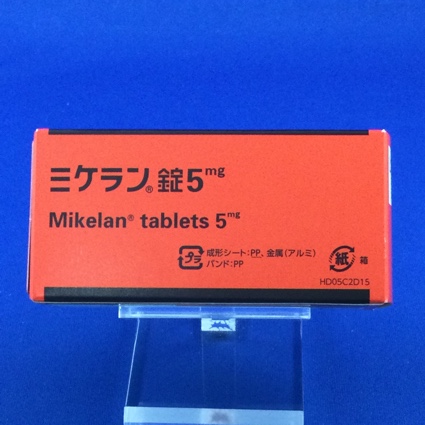 ミケラン®錠5mg
Mikelan® tablets 5mg
プラ 成形シート:PP、金属(アルミ)
バンド:PP
紙 箱
HD05C2D15